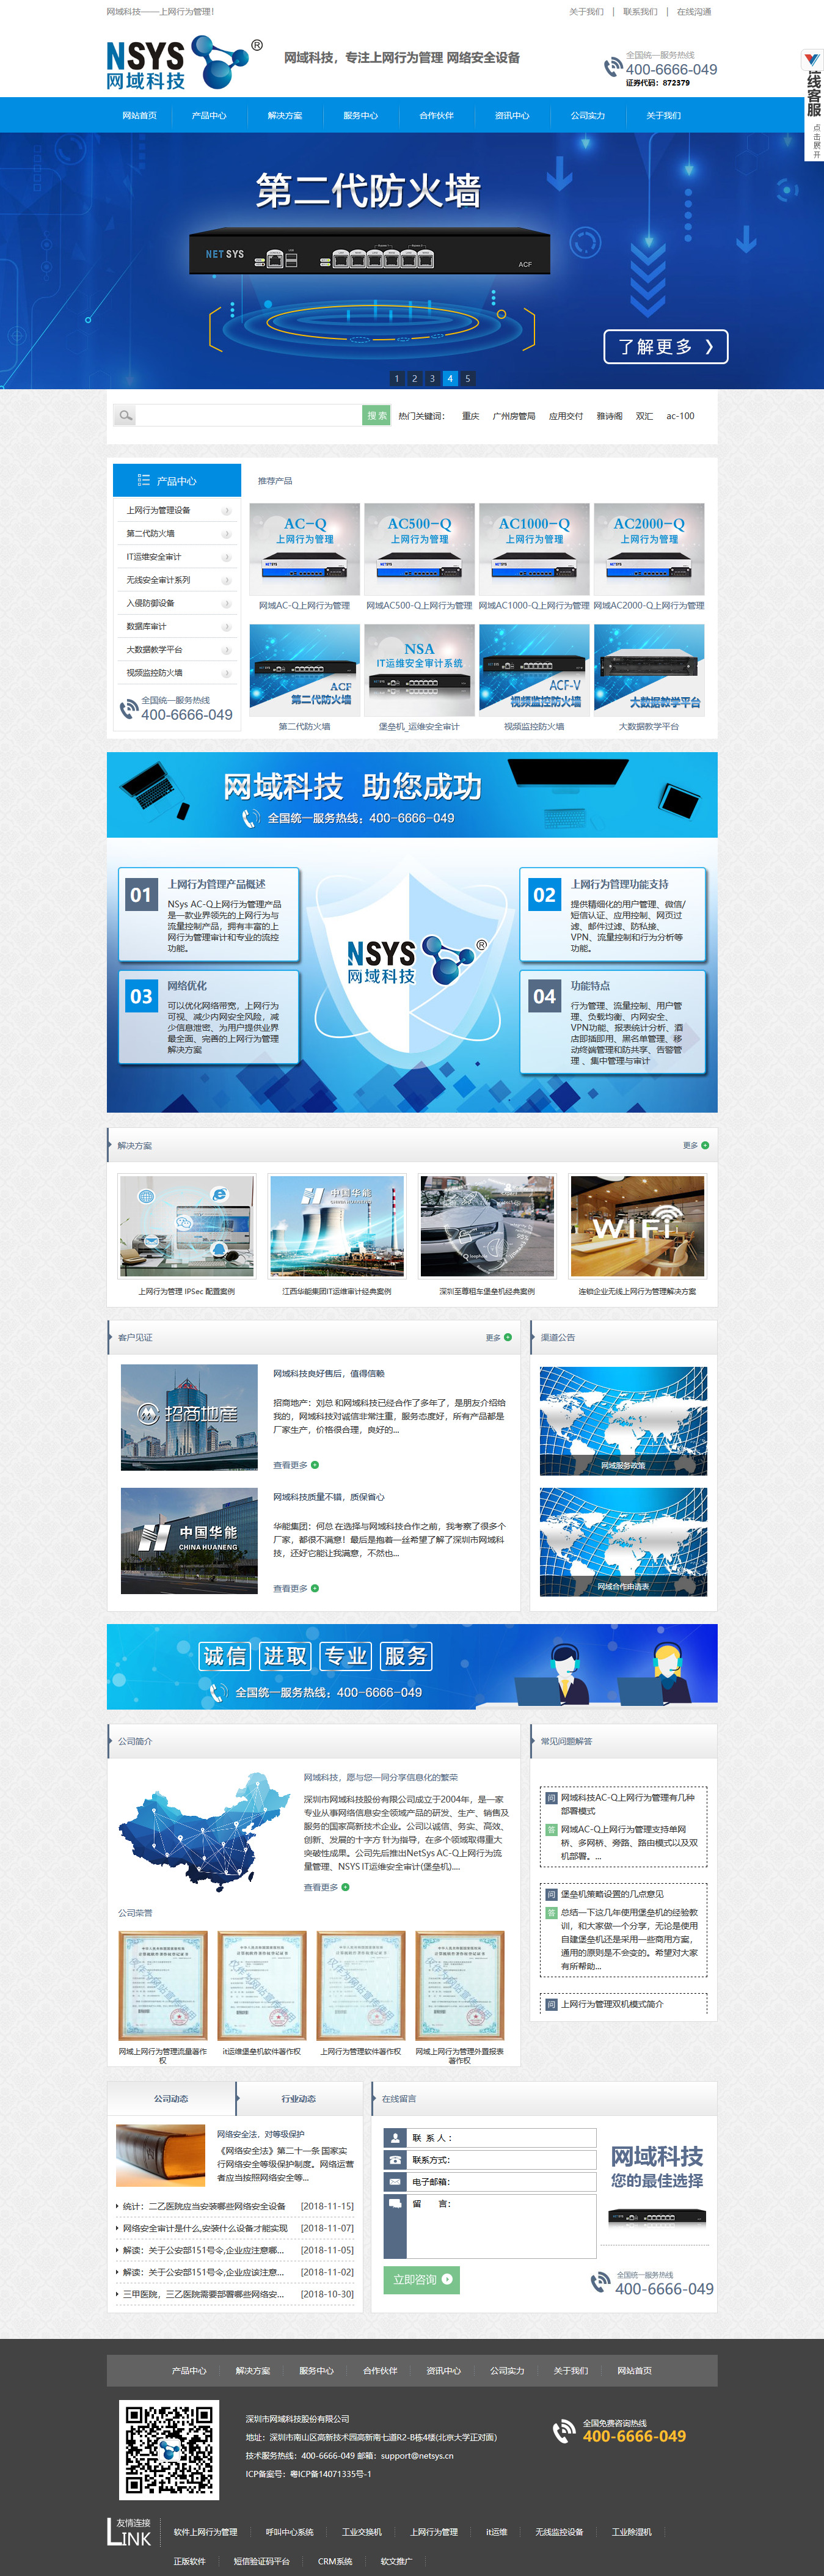 网域科技——上网行为管理！
关于我们 | 联系我们 | 在线沟通
NSYS ®
网域科技
网域科技，专注上网行为管理 网络安全设备
全国统一服务热线
400-6666-049
证券代码：872379
线客服
点击展开
网站首页 产品中心 解决方案 服务中心 合作伙伴 资讯中心 公司实力 关于我们
第二代防火墙
NETSYS
ACF
了解更多 》
1 2 3 4 5
搜 索 热门关键词： 重庆 广州房管局 应用交付 雅诗阁 双汇 ac-100
产品中心
上网行为管理设备
第二代防火墙
IT运维安全审计
无线安全审计系列
入侵防御设备
数据库审计
大数据教学平台
视频监控防火墙
全国统一服务热线
400-6666-049
推荐产品
AC-Q 上网行为管理
AC500-Q 上网行为管理
AC1000-Q 上网行为管理
AC2000-Q 上网行为管理
网域AC-Q上网行为管理 网域AC500-Q上网行为管理 网域AC1000-Q上网行为管理 网域AC2000-Q上网行为管理
ACF 第二代防火墙
NSA IT运维安全审计系统
ACF-V 视频监控防火墙
大数据教学平台
第二代防火墙 堡垒机_运维安全审计 视频监控防火墙 大数据教学平台
网域科技 助您成功
全国统一服务热线：400-6666-049
01 上网行为管理产品概述
NSys AC-Q上网行为管理产品
是一款业界领先的上网行为与
流量控制产品，拥有丰富的上
网行为管理审计和专业的流控
功能。
02 上网行为管理功能支持
提供精细化的用户管理、微信/
短信认证、应用控制、网页过
滤、邮件过滤、防私接、
VPN、流量控制和行为分析等
功能。
NSYS ®
网域科技
03 网络优化
可以优化网络带宽，上网行为
可视、减少内网安全风险，减
少信息泄密、为用户提供业界
最全面、完善的上网行为管理
解决方案
04 功能特点
行为管理、流量控制、用户管
理、负载均衡、内网安全、
VPN功能、报表统计分析、酒
店即插即用、黑名单管理、移
动终端管理和防共享、告警管
理 、集中管理与审计
解决方案 更多
中国华能
CHINA HUANENG
WIFI
上网行为管理 IPSec 配置案例 江西华能集团IT运维审计经典案例 深圳至尊租车堡垒机经典案例 连锁企业无线上网行为管理解决方案
客户见证 更多
招商地产
网域科技良好售后，值得信赖
招商地产：刘总 和网域科技已经合作了多年了，是朋友介绍给
我的，网域科技对诚信非常注重，服务态度好，所有产品都是
厂家生产，价格很合理，良好的...
查看更多
中国华能
CHINA HUANENG
网域科技质量不错，质保省心
华能集团：何总 在选择与网域科技合作之前，我考察了很多个
厂家，都很不满意！最后是抱着一丝希望了解了深圳市网域科
技，还好它能让我满意，不然也...
查看更多
渠道公告
网域服务政策
网域合作申请表
诚信 进取 专业 服务
全国统一服务热线：400-6666-049
公司简介
网域科技，愿与您一同分享信息化的繁荣
深圳市网域科技股份有限公司成立于2004年，是一家
专业从事网络信息安全领域产品的研发、生产、销售及
服务的国家高新技术企业。公司以诚信、务实、高效、
创新、发展的十字方 针为指导，在多个领域取得重大
突破性成果。公司先后推出NetSys AC-Q上网行为流
量管理、NSYS IT运维安全审计(堡垒机)....
查看更多
公司荣誉
网域上网行为管理流量著作权
it运维堡垒机软件著作权
上网行为管理软件著作权
网域上网行为管理外置报表著作权
常见问题解答
问 网域科技AC-Q上网行为管理有几种
部署模式
答 网域AC-Q上网行为管理支持单网
桥、多网桥、旁路、路由模式以及双
机部署。...
问 堡垒机策略设置的几点意见
答 总结一下这几年使用堡垒机的经验教
训，和大家做一个分享，无论是使用
自建堡垒机还是采用一些商用方案，
通用的原则是不会变的。希望对大家
有所帮助...
问 上网行为管理双机模式简介
公司动态 行业动态
网络安全法，对等级保护
《网络安全法》第二十一条 国家实
行网络安全等级保护制度。网络运营
者应当按照网络安全等...
统计：二乙医院应当安装哪些网络安全设备 [2018-11-15]
网络安全审计是什么,安装什么设备才能实现 [2018-11-07]
解读：关于公安部151号令,企业应注意哪... [2018-11-05]
解读：关于公安部151号令,企业应该注意... [2018-11-02]
三甲医院，三乙医院需要部署哪些网络安... [2018-10-30]
在线留言
联 系 人：
联系方式：
电子邮箱：
留 言：
立即咨询
网域科技
您的最佳选择
全国统一服务热线
400-6666-049
产品中心 解决方案 服务中心 合作伙伴 资讯中心 公司实力 关于我们 网站首页
深圳市网域科技股份有限公司
地址：深圳市南山区高新技术园高新南七道R2-B栋4楼(北京大学正对面)
技术服务热线：400-6666-049 邮箱：support@netsys.cn
ICP备案号：粤ICP备14071335号-1
全国免费咨询热线
400-6666-049
友情连接
LINK
软件上网行为管理 呼叫中心系统 工业交换机 上网行为管理 it运维 无线监控设备 工业除湿机
正版软件 短信验证码平台 CRM系统 软文推广